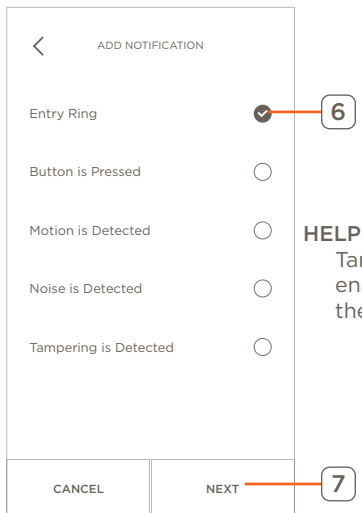 ADD NOTIFICATION
Entry Ring
6
Button is Pressed
Motion is Detected
HELP
Noise is Detected
Tampering is Detected
CANCEL
NEXT
7